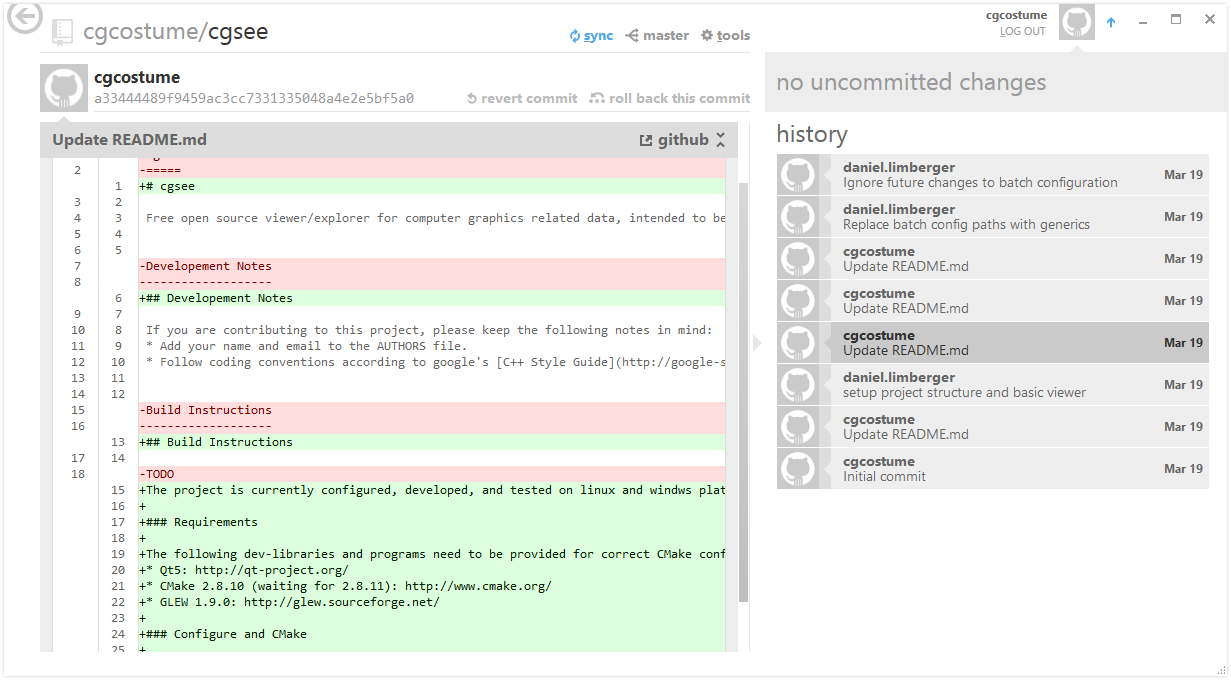 cgcostume/cgsee
sync master tools
cgcostume
LOG OUT
cgcostume
a33444489f9459ac3cc7331335048a4e2e5bf5a0
revert commit roll back this commit
Update README.md
github
2 -=====
1 +# cgsee
3 2
4 3 Free open source viewer/explorer for computer graphics related data, intended to be
5 4
6 5
7 -Developement Notes
8 -------------------
6 +## Developement Notes
9 7
10 8 If you are contributing to this project, please keep the following notes in mind:
11 9 * Add your name and email to the AUTHORS file.
12 10 * Follow coding conventions according to google's [C++ Style Guide](http://google-s
13 11
14 12
15 -Build Instructions
16 -------------------
13 +## Build Instructions
17 14
18 -TODO
15 +The project is currently configured, developed, and tested on linux and windws plat
16 +
17 +### Requirements
18 +
19 +The following dev-libraries and programs need to be provided for correct CMake conf
20 +* Qt5: http://qt-project.org/
21 +* CMake 2.8.10 (waiting for 2.8.11): http://www.cmake.org/
22 +* GLEW 1.9.0: http://glew.sourceforge.net/
23 +
24 +### Configure and CMake
25 +
no uncommitted changes
history
daniel.limberger
Ignore future changes to batch configuration Mar 19
daniel.limberger
Replace batch config paths with generics Mar 19
cgcostume
Update README.md Mar 19
cgcostume
Update README.md Mar 19
cgcostume
Update README.md Mar 19
daniel.limberger
setup project structure and basic viewer Mar 19
cgcostume
Update README.md Mar 19
cgcostume
Initial commit Mar 19